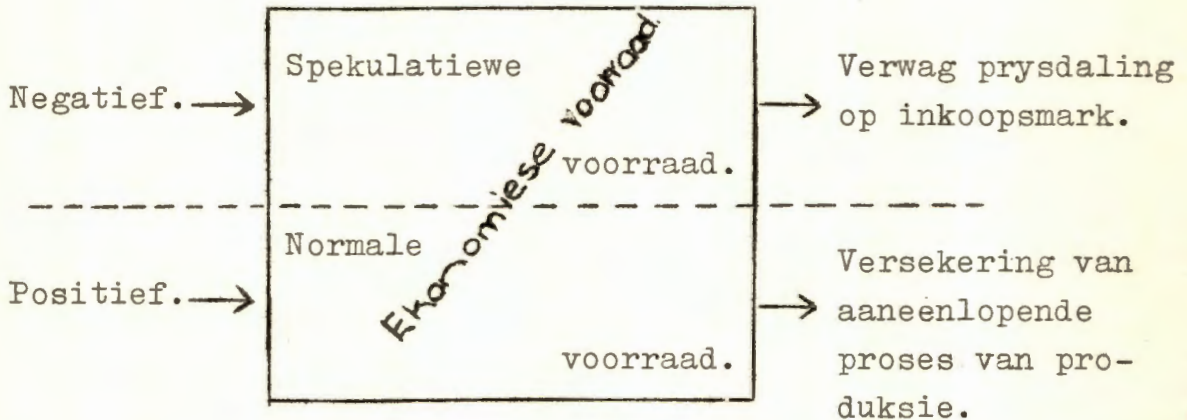 Spekulatiewe
Negatief.
voorraad.
Verwag prysdaling
op inkoopsmark.
Ekonomiese voorraad
Normale
Positief.
voorraad.
Versekering van
aaneenlopende
proses van pro-
duksie.